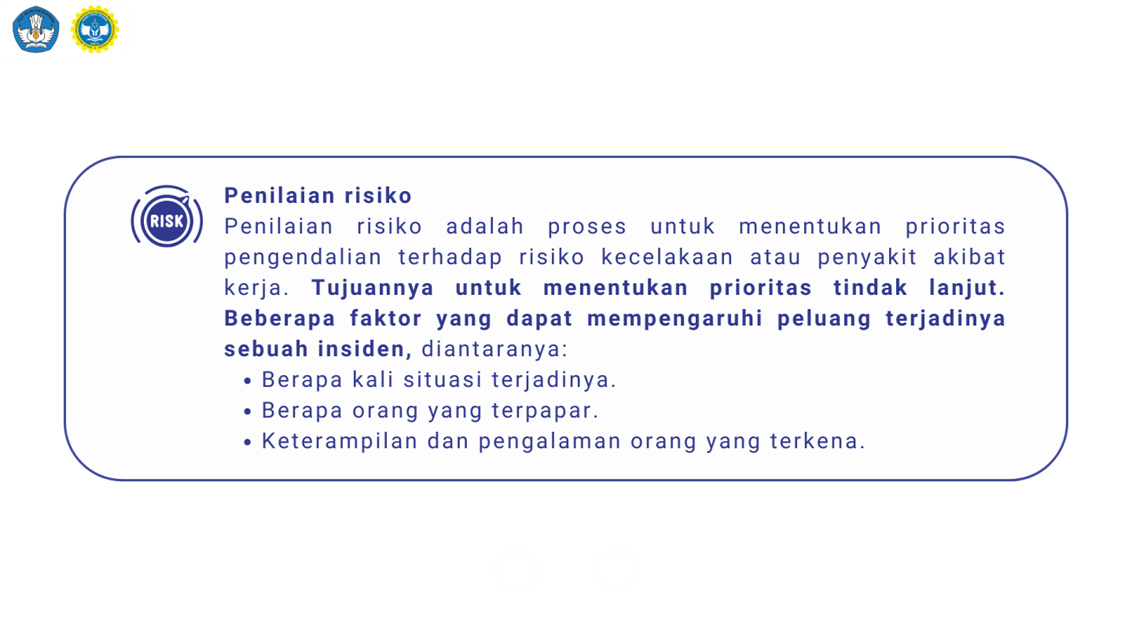 RISK
Penilaian risiko
Penilaian risiko adalah proses untuk menentukan prioritas
pengendalian terhadap risiko kecelakaan atau penyakit akibat
kerja. Tujuannya untuk menentukan prioritas tindak lanjut.
Beberapa faktor yang dapat mempengaruhi peluang terjadinya
sebuah insiden, diantaranya:
• Berapa kali situasi terjadinya.
• Berapa orang yang terpapar.
• Keterampilan dan pengalaman orang yang terkena.